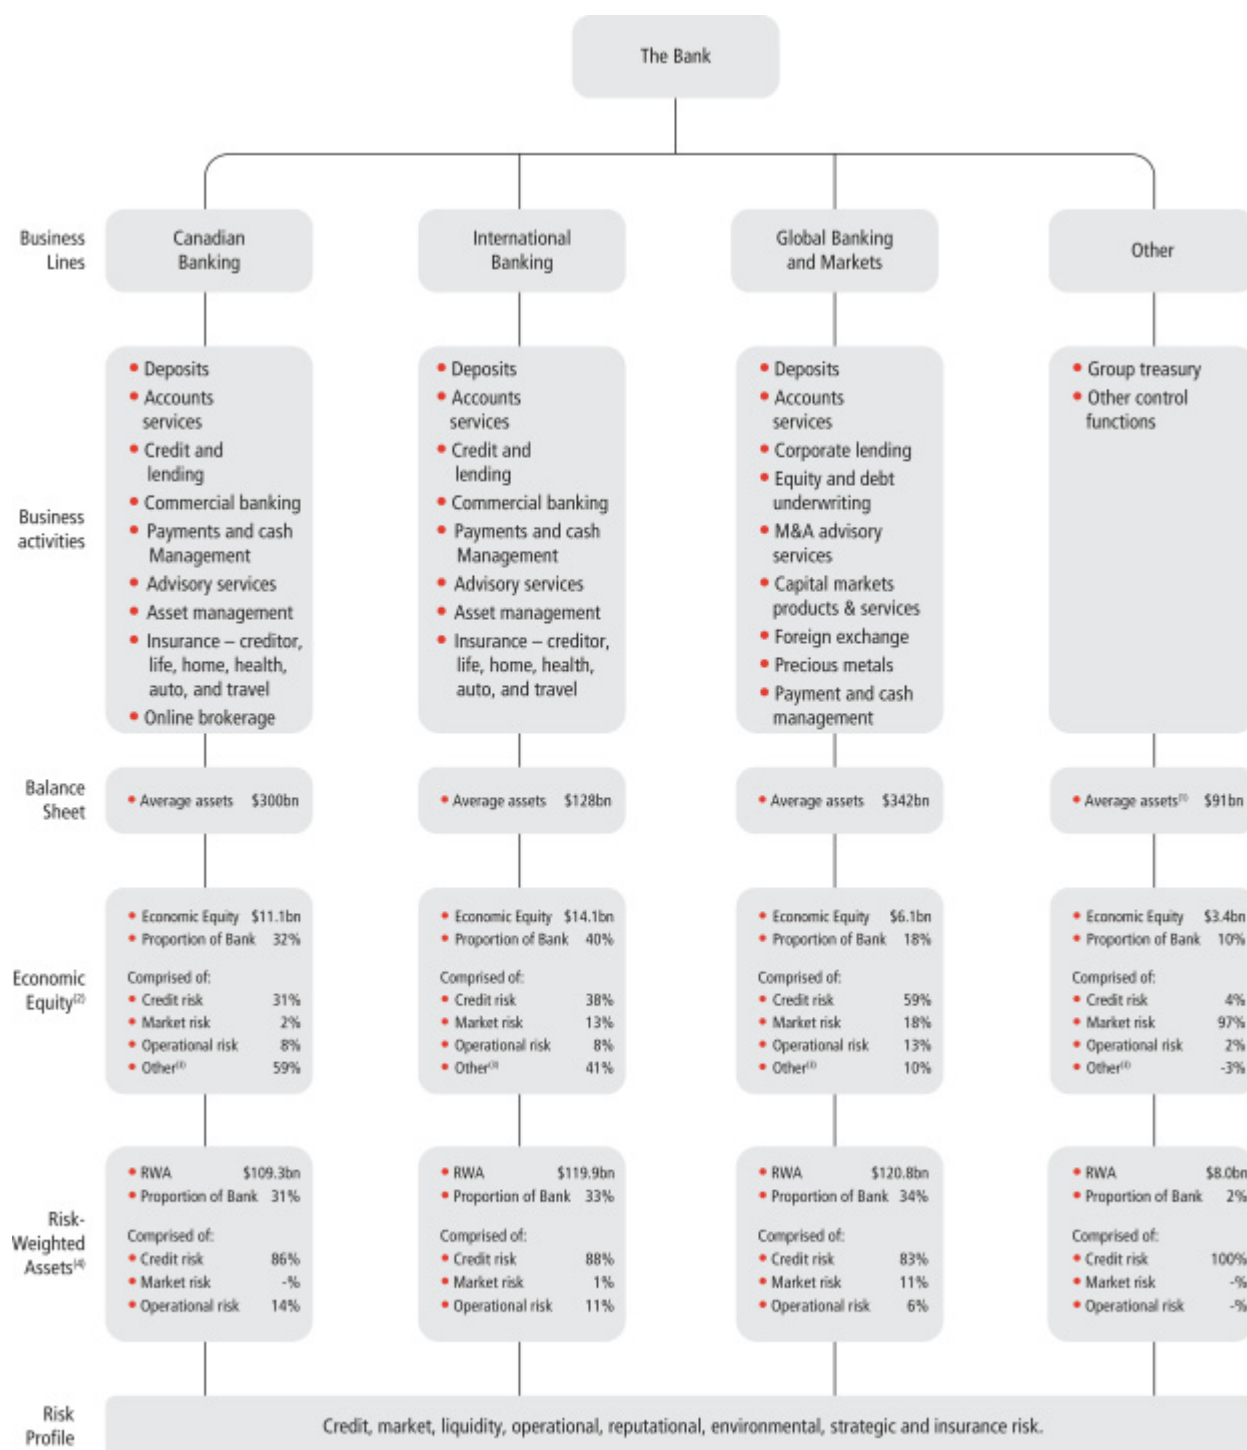 The Bank
Business
Lines
Canadian
Banking
International
Banking
Global Banking
and Markets
Other
Business
activities
• Deposits
• Accounts
services
• Credit and
lending
• Commercial banking
• Payments and cash
Management
• Advisory services
• Asset management
• Insurance – creditor,
life, home, health,
auto, and travel
• Online brokerage
• Deposits
• Accounts
services
• Credit and
lending
• Commercial banking
• Payments and cash
Management
• Advisory services
• Asset management
• Insurance – creditor,
life, home, health,
auto, and travel
• Deposits
• Accounts
services
• Corporate lending
• Equity and debt
underwriting
• M&A advisory
services
• Capital markets
products & services
• Foreign exchange
• Precious metals
• Payment and cash
management
• Group treasury
• Other control
functions
Balance
Sheet
• Average assets $300bn
• Average assets $128bn
• Average assets $342bn
• Average assets(1) $91bn
Economic
Equity(2)
• Economic Equity $11.1bn
• Proportion of Bank 32%
Comprised of:
• Credit risk 31%
• Market risk 2%
• Operational risk 8%
• Other(3) 59%
• Economic Equity $14.1bn
• Proportion of Bank 40%
Comprised of:
• Credit risk 38%
• Market risk 13%
• Operational risk 8%
• Other(3) 41%
• Economic Equity $6.1bn
• Proportion of Bank 18%
Comprised of:
• Credit risk 59%
• Market risk 18%
• Operational risk 13%
• Other(3) 10%
• Economic Equity $3.4bn
• Proportion of Bank 10%
Comprised of:
• Credit risk 4%
• Market risk 97%
• Operational risk 2%
• Other(3) -3%
Risk-
Weighted
Assets(4)
• RWA $109.3bn
• Proportion of Bank 31%
Comprised of:
• Credit risk 86%
• Market risk -%
• Operational risk 14%
• RWA $119.9bn
• Proportion of Bank 33%
Comprised of:
• Credit risk 88%
• Market risk 1%
• Operational risk 11%
• RWA $120.8bn
• Proportion of Bank 34%
Comprised of:
• Credit risk 83%
• Market risk 11%
• Operational risk 6%
• RWA $8.0bn
• Proportion of Bank 2%
Comprised of:
• Credit risk 100%
• Market risk -%
• Operational risk -%
Risk
Profile
Credit, market, liquidity, operational, reputational, environmental, strategic and insurance risk.